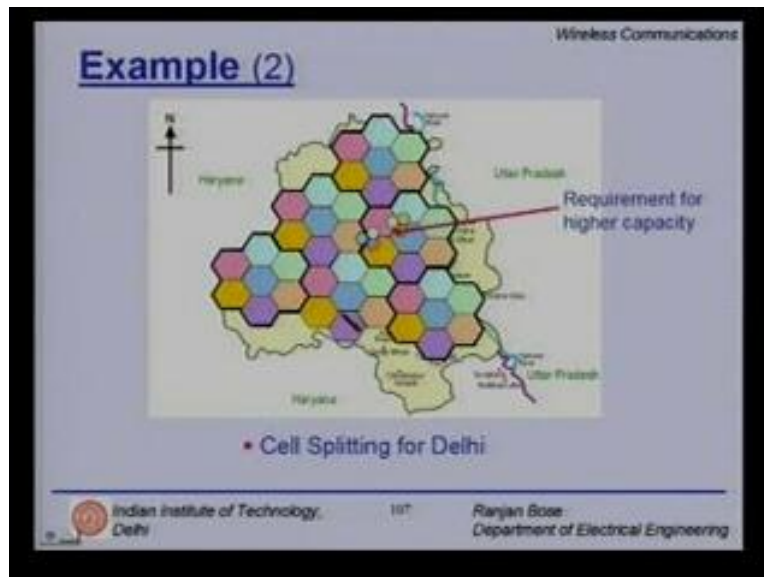 Wireless Communications
Example (2)
N
Haryana
Uttar Pradesh
Requirement for
higher capacity
Uttar Pradesh
Haryana
• Cell Splitting for Delhi
Indian Institute of Technology,
Delhi
107
Ranjan Bose
Department of Electrical Engineering